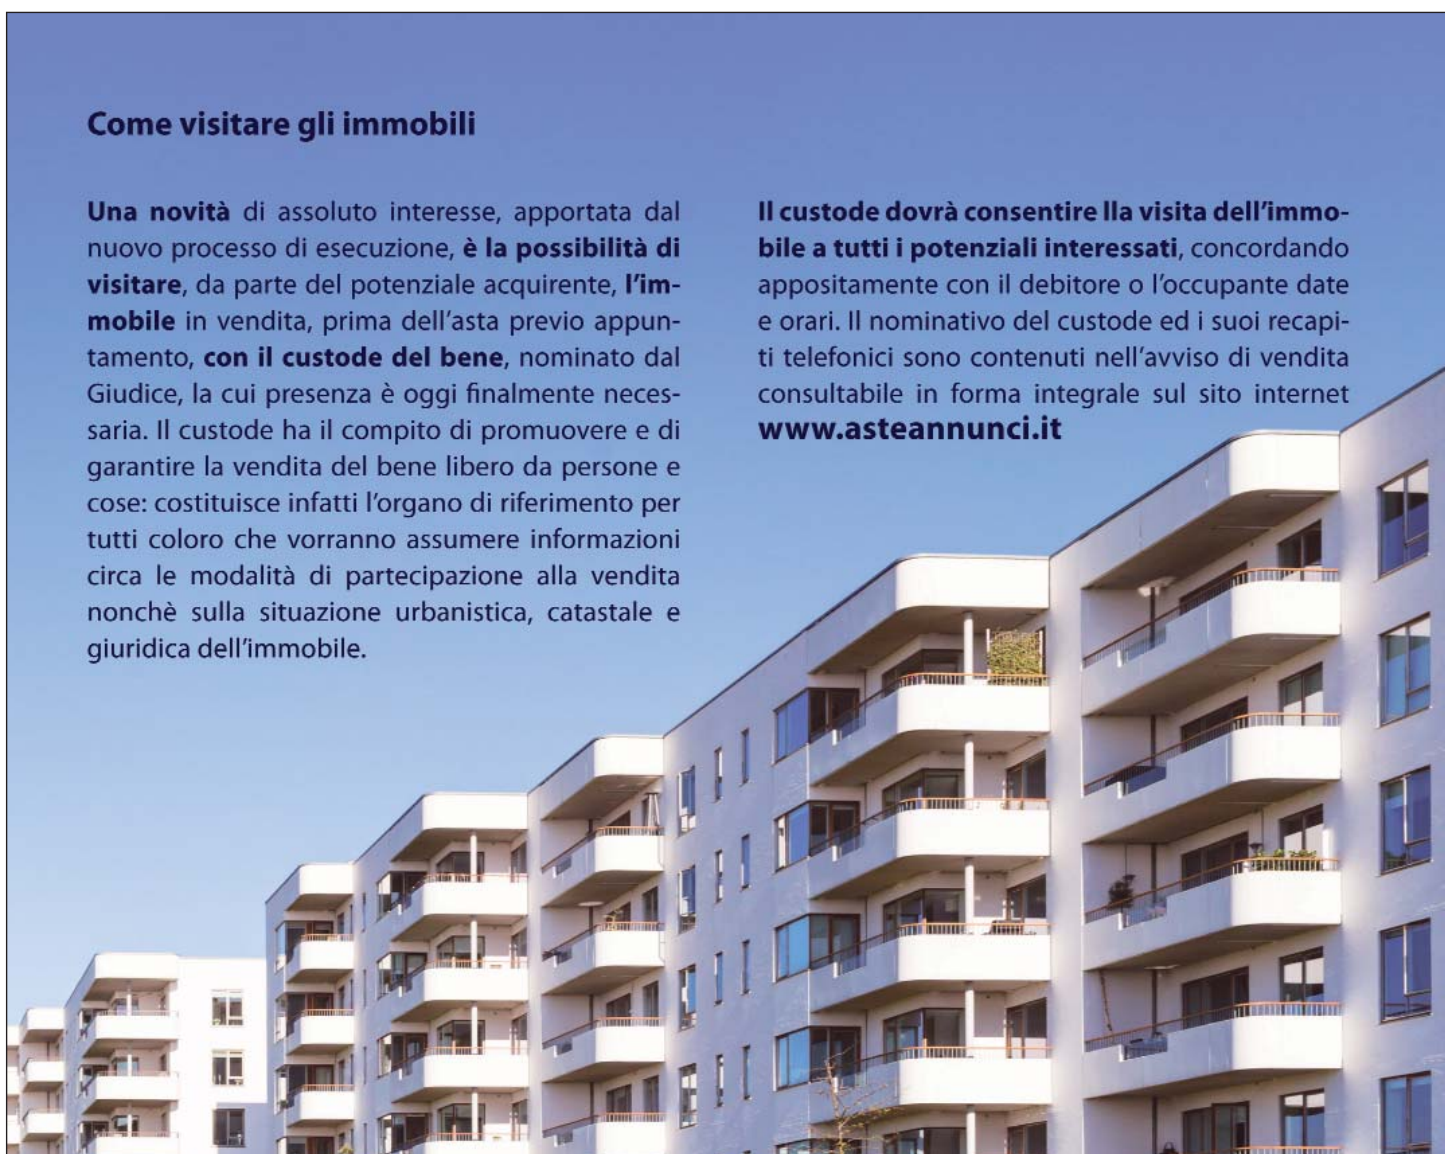 Come visitare gli immobili
Una novità di assoluto interesse, apportata dal
nuovo processo di esecuzione, è la possibilità di
visitare, da parte del potenziale acquirente, l’im-
mobile in vendita, prima dell’asta previo appun-
tamento, con il custode del bene, nominato dal
Giudice, la cui presenza è oggi finalmente neces-
saria. Il custode ha il compito di promuovere e di
garantire la vendita del bene libero da persone e
cose: costituisce infatti l’organo di riferimento per
tutti coloro che vorranno assumere informazioni
circa le modalità di partecipazione alla vendita
nonchè sulla situazione urbanistica, catastale e
giuridica dell’immobile.
Il custode dovrà consentire lla visita dell’immo-
bile a tutti i potenziali interessati, concordando
appositamente con il debitore o l’occupante date
e orari. Il nominativo del custode ed i suoi recapi-
ti telefonici sono contenuti nell’avviso di vendita
consultabile in forma integrale sul sito internet
www.asteannunci.it